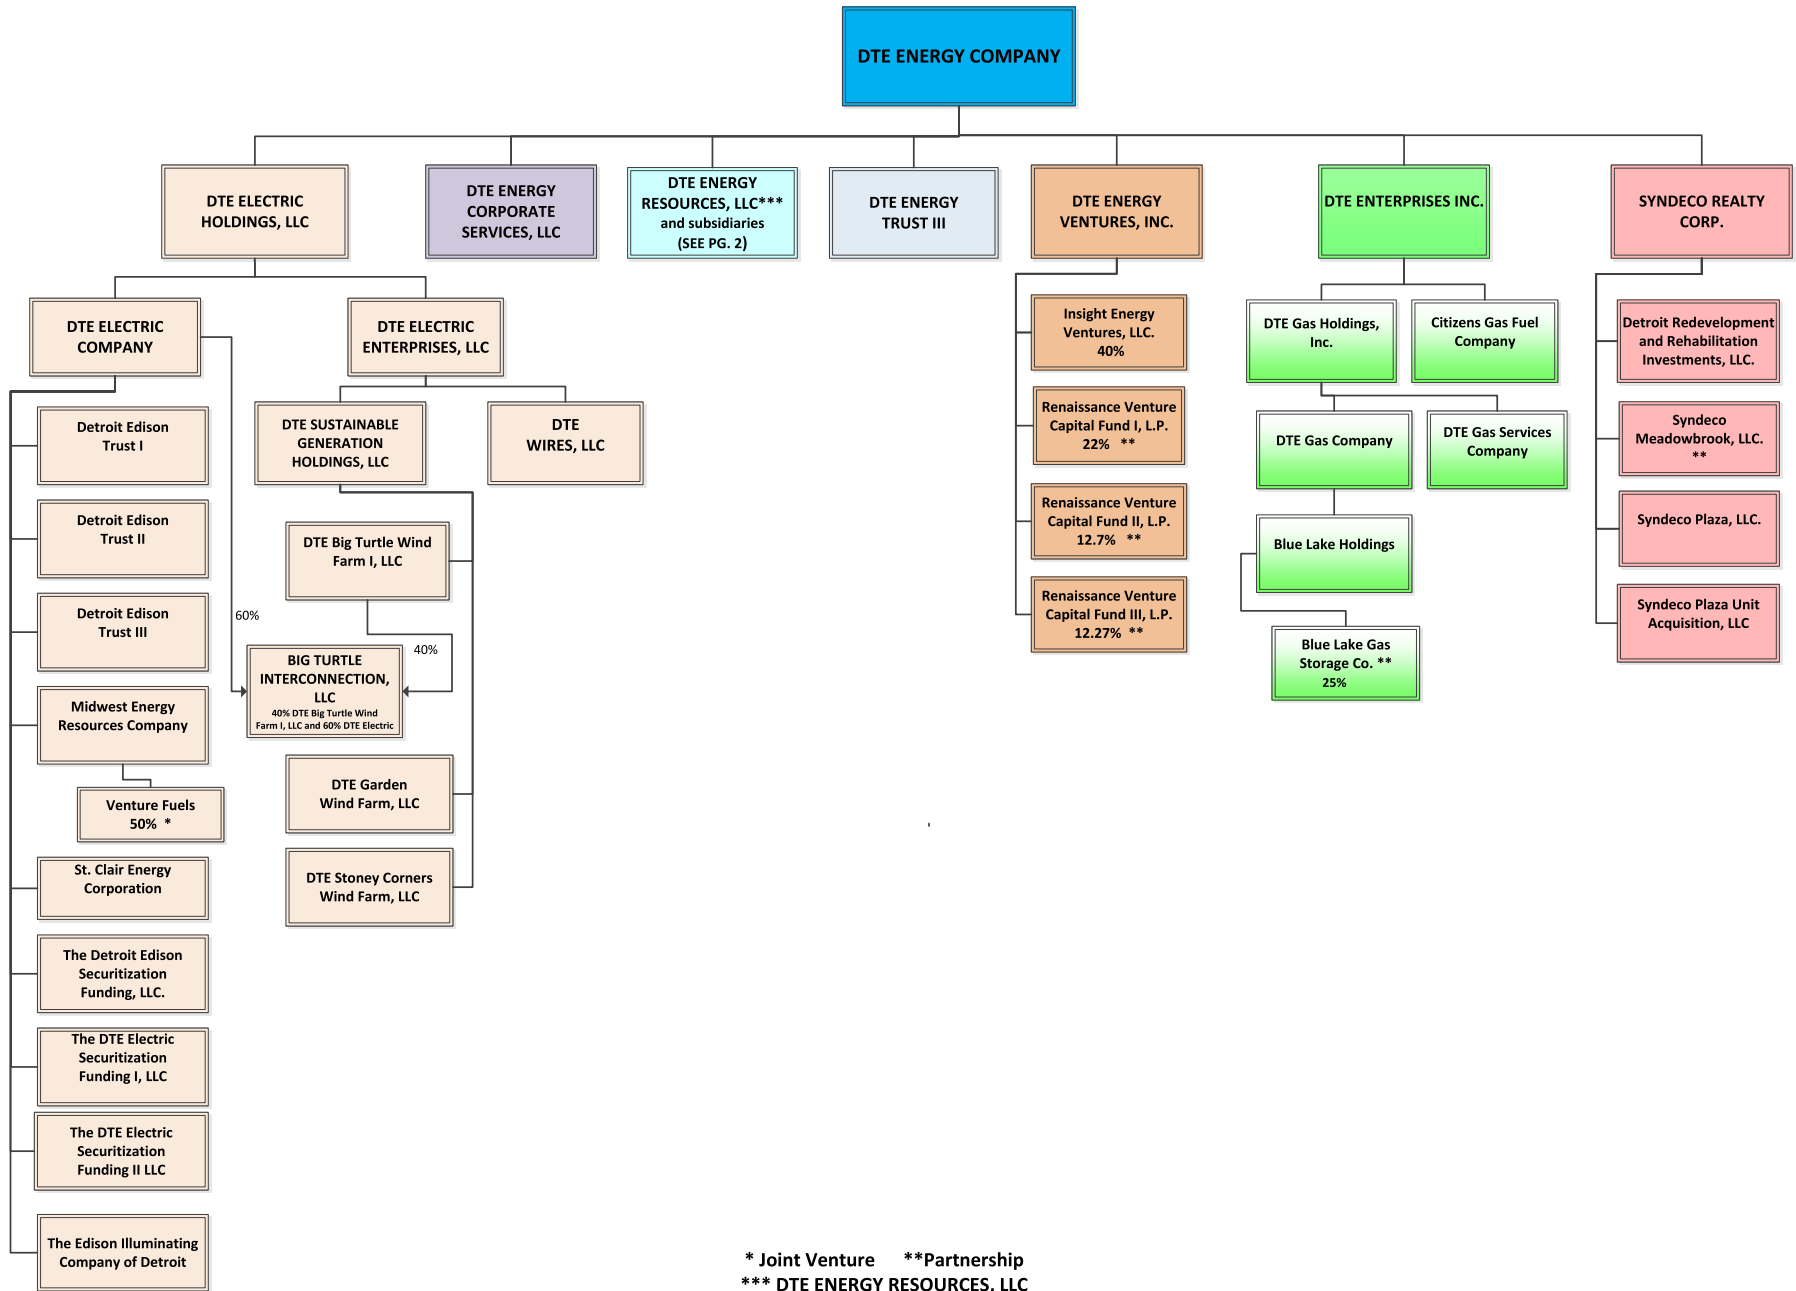 DTE ENERGY COMPANY
DTE ELECTRIC
HOLDINGS, LLC
DTE ENERGY
CORPORATE
SERVICES, LLC
DTE ENERGY
RESOURCES, LLC***
and subsidiaries
(SEE PG. 2)
DTE ENERGY
TRUST III
DTE ENERGY
VENTURES, INC.
DTE ENTERPRISES INC.
SYNDECO REALTY
CORP.
DTE ELECTRIC
COMPANY
DTE ELECTRIC
ENTERPRISES, LLC
Detroit Edison
Trust I
Detroit Edison
Trust II
Detroit Edison
Trust III
Midwest Energy
Resources Company
Venture Fuels
50% *
St. Clair Energy
Corporation
The Detroit Edison
Securitization
Funding, LLC.
The DTE Electric
Securitization
Funding I, LLC
The DTE Electric
Securitization
Funding II LLC
The Edison Illuminating
Company of Detroit
DTE SUSTAINABLE
GENERATION
HOLDINGS, LLC
DTE
WIRES, LLC
DTE Big Turtle Wind
Farm I, LLC
60%
40%
BIG TURTLE
INTERCONNECTION,
LLC
40% DTE Big Turtle Wind
Farm I, LLC and 60% DTE Electric
DTE Garden
Wind Farm, LLC
DTE Stoney Corners
Wind Farm, LLC
Insight Energy
Ventures, LLC.
40%
Renaissance Venture
Capital Fund I, L.P.
22% **
Renaissance Venture
Capital Fund II, L.P.
12.7% **
Renaissance Venture
Capital Fund III, L.P.
12.27% **
DTE Gas Holdings,
Inc.
Citizens Gas Fuel
Company
DTE Gas Company
DTE Gas Services
Company
Blue Lake Holdings
Blue Lake Gas
Storage Co. **
25%
Detroit Redevelopment
and Rehabilitation
Investments, LLC.
Syndeco
Meadowbrook, LLC.
**
Syndeco Plaza, LLC.
Syndeco Plaza Unit
Acquisition, LLC
* Joint Venture **Partnership
*** DTE ENERGY RESOURCES, LLC